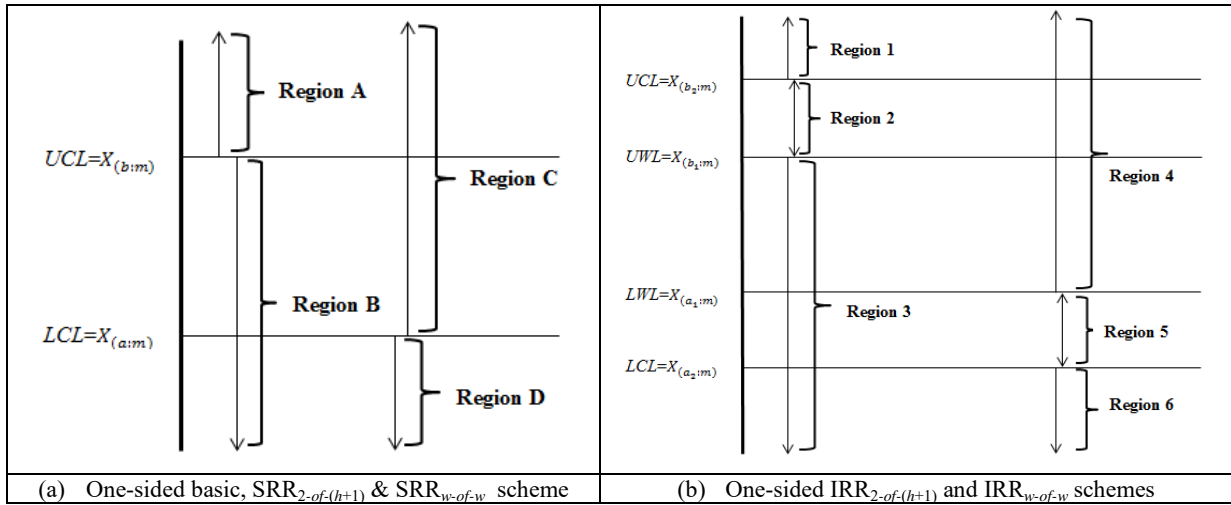 Region A
UCL=X(b:m)
Region C
Region B
LCL=X(a:m)
Region D
(a) One-sided basic, SRR2-of-(h+1) & SRRw-of-w scheme
Region 1
UCL=X(b2:m)
Region 2
UWL=X(b1:m)
Region 4
LWL=X(a1:m)
Region 3
Region 5
LCL=X(a2:m)
Region 6
(b) One-sided IRR2-of-(h+1) and IRRw-of-w schemes